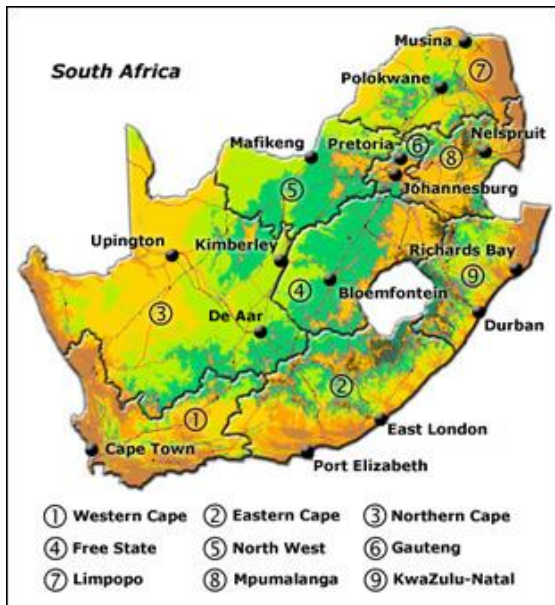 South Africa
Musina
Polokwane
7
Mafikeng
Pretoria
6
Nelspruit
8
5
Johannesburg
Upington
Kimberley
Richards Bay
9
4
Bloemfontein
3
De Aar
Durban
2
1
East London
Cape Town
Port Elizabeth
1 Western Cape 2 Eastern Cape 3 Northern Cape
4 Free State 5 North West 6 Gauteng
7 Limpopo 8 Mpumalanga 9 KwaZulu-Natal